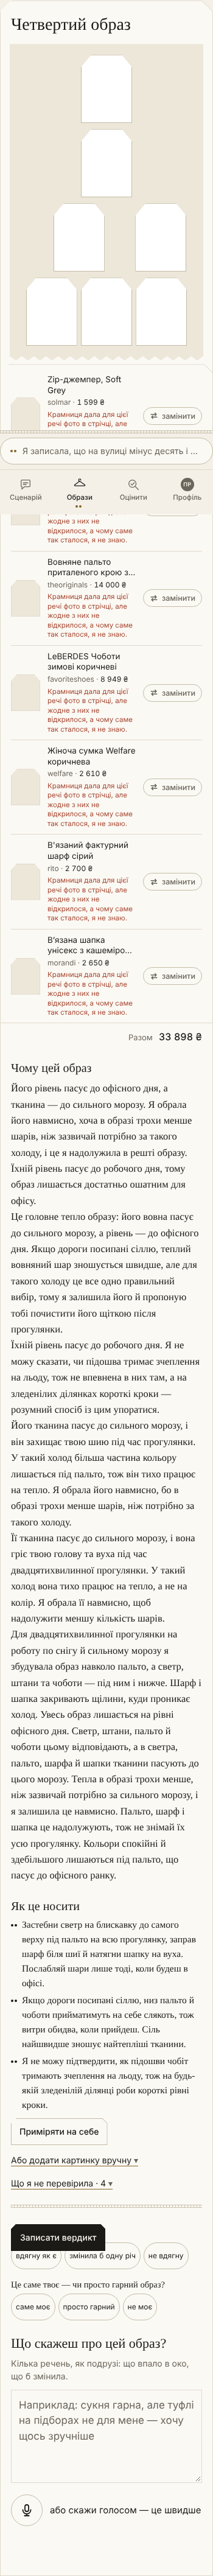 Четвертий образ
Zip-джемпер, Soft
Grey
solmar · 1 599 ₴
Крамниця дала для цієї
речі фото в стрічці, але
замінити
Я записала, що на вулиці мінус десять і ...
Сценарій
Образи
Оцінити
ПР
Профіль
жодне з них не
відкрилося, а чому саме
так сталося, я не знаю.
Вовняне пальто
приталеного крою з...
theoriginals · 14 000 ₴
Крамниця дала для цієї
речі фото в стрічці, але
жодне з них не
відкрилося, а чому саме
так сталося, я не знаю.
замінити
LeBERDES Чоботи
зимові коричневі
favoriteshoes · 8 949 ₴
Крамниця дала для цієї
речі фото в стрічці, але
жодне з них не
відкрилося, а чому саме
так сталося, я не знаю.
замінити
Жіноча сумка Welfare
коричнева
welfare · 2 610 ₴
Крамниця дала для цієї
речі фото в стрічці, але
жодне з них не
відкрилося, а чому саме
так сталося, я не знаю.
замінити
В'язаний фактурний
шарф сірий
rito · 2 700 ₴
Крамниця дала для цієї
речі фото в стрічці, але
жодне з них не
відкрилося, а чому саме
так сталося, я не знаю.
замінити
В'язана шапка
унісекс з кашеміро...
morandi · 2 650 ₴
Крамниця дала для цієї
речі фото в стрічці, але
жодне з них не
відкрилося, а чому саме
так сталося, я не знаю.
замінити
Разом 33 898 ₴
Чому цей образ
Його рівень пасує до офісного дня, а
тканина — до сильного морозу. Я обрала
його навмисно, хоча в образі трохи менше
шарів, ніж зазвичай потрібно за такого
холоду, і це я надолужила в решті образу.
Їхній рівень пасує до робочого дня, тому
образ лишається достатньо ошатним для
офісу.
Це головне тепло образу: його вовна пасує
до сильного морозу, а рівень — до офісного
дня. Якщо дороги посипані сіллю, теплий
вовняний шар зношується швидше, але для
такого холоду це все одно правильний
вибір, тому я залишила його й пропоную
тобі почистити його щіткою після
прогулянки.
Їхній рівень пасує до робочого дня. Я не
можу сказати, чи підошва тримає зчеплення
на льоду, тож не впевнена в них там, а на
зледенілих ділянках короткі кроки —
розумний спосіб із цим упоратися.
Його тканина пасує до сильного морозу, і
він захищає твою шию під час прогулянки.
У такий холод більша частина кольору
лишається під пальто, тож він тихо працює
на тепло. Я обрала його навмисно, бо в
образі трохи менше шарів, ніж потрібно за
такого холоду.
Її тканина пасує до сильного морозу, і вона
гріє твою голову та вуха під час
двадцятихвилинної прогулянки. У такий
холод вона тихо працює на тепло, а не на
колір. Я обрала її навмисно, щоб
надолужити меншу кількість шарів.
Для двадцятихвилинної прогулянки на
роботу по снігу й сильному морозу я
збудувала образ навколо пальта, а светр,
штани та чоботи — під ним і нижче. Шарф і
шапка закривають щілини, куди проникає
холод. Увесь образ лишається на рівні
офісного дня. Светр, штани, пальто й
чоботи цьому відповідають, а в светра,
пальто, шарфа й шапки тканини пасують до
цього морозу. Тепла в образі трохи менше,
ніж зазвичай потрібно за сильного морозу, і
я залишила це навмисно. Пальто, шарф і
шапка це надолужують, тож не знімай їх
усю прогулянку. Кольори спокійні й
здебільшого лишаються під пальто, що
пасує до офісного ранку.
Як це носити
Застебни светр на блискавку до самого
верху під пальто на всю прогулянку, заправ
шарф біля шиї й натягни шапку на вуха.
Послабляй шари лише тоді, коли будеш в
офісі.
Якщо дороги посипані сіллю, низ пальто й
чоботи прийматимуть на себе слякоть, тож
витри обидва, коли прийдеш. Сіль
найшвидше зношує найтепліші тканини.
Я не можу підтвердити, як підошви чобіт
тримають зчеплення на льоду, тож на будь-
якій зледенілій ділянці роби короткі рівні
кроки.
Приміряти на себе
Або додати картинку вручну ▾
Що я не перевірила · 4 ▾
Записати вердикт
вдягну як є
змінила б одну річ
не вдягну
Це саме твоє — чи просто гарний образ?
саме моє
просто гарний
не моє
Що скажеш про цей образ?
Кілька речень, як подрузі: що впало в око,
що б змінила.
Наприклад: сукня гарна, але туфлі
на підборах не для мене — хочу
щось зручніше
або скажи голосом — це швидше